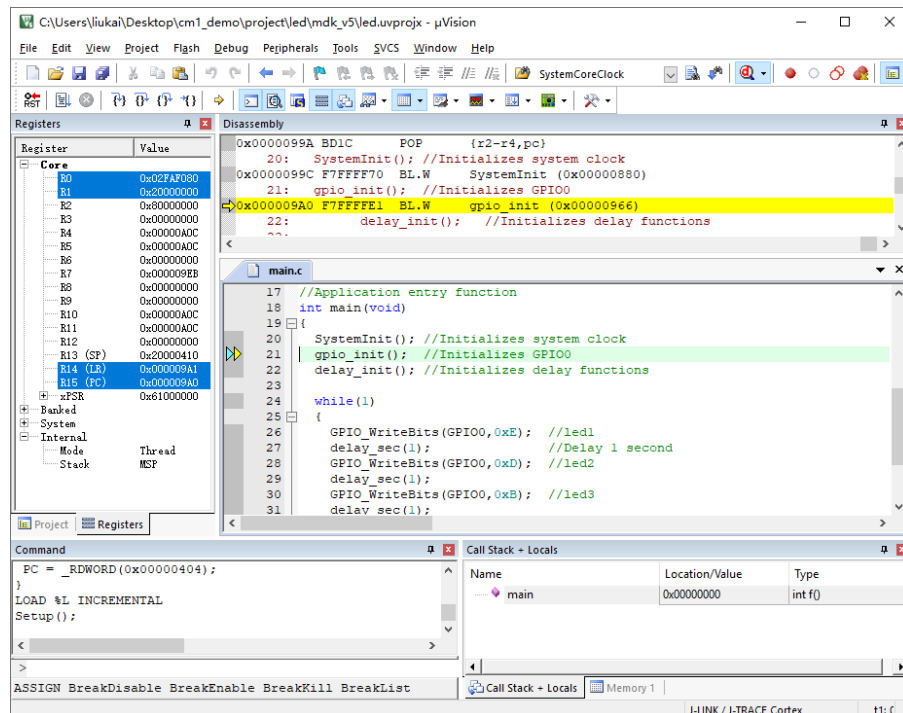 C:\Users\liukai\Desktop\cm1_demo\project\led\mdk_v5\led.uvprojx - µVision
File Edit View Project Flash Debug Peripherals Tools SVCS Window Help
SystemCoreClock
RST
Registers
Register Value
Core
R0 0x02FAF080
R1 0x20000000
R2 0x80000000
R3 0x00000000
R4 0x00000A0C
R5 0x00000A0C
R6 0x00000000
R7 0x000009EB
R8 0x00000000
R9 0x00000000
R10 0x00000A0C
R11 0x00000A0C
R12 0x00000000
R13 (SP) 0x20000410
R14 (LR) 0x000009A1
R15 (PC) 0x000009A0
xPSR 0x61000000
Banked
System
Internal
Mode Thread
Stack MSP
Project Registers
Disassembly
0x0000099A BD1C POP {r2-r4,pc}
20: SystemInit(); //Initializes system clock
0x0000099C F7FFFF70 BL.W SystemInit (0x00000880)
21: gpio_init(); //Initializes GPIO0
0x000009A0 F7FFFFE1 BL.W gpio_init (0x00000966)
22: delay_init(); //Initializes delay functions
main.c
17 //Application entry function
18 int main(void)
19 {
20 SystemInit(); //Initializes system clock
21 gpio_init(); //Initializes GPIO0
22 delay_init(); //Initializes delay functions
23
24 while(1)
25 {
26 GPIO_WriteBits(GPIO0,0xE); //led1
27 delay_sec(1); //Delay 1 second
28 GPIO_WriteBits(GPIO0,0xD); //led2
29 delay_sec(1);
30 GPIO_WriteBits(GPIO0,0xB); //led3
31 delay_sec(1);
Command
PC = _RDWORD(0x00000404);
}
LOAD %L INCREMENTAL
Setup();
>
ASSIGN BreakDisable BreakEnable BreakKill BreakList
Call Stack + Locals
Name Location/Value Type
main 0x00000000 int f()
Call Stack + Locals Memory 1
J-LINK / J-TRACE Cortex t1: